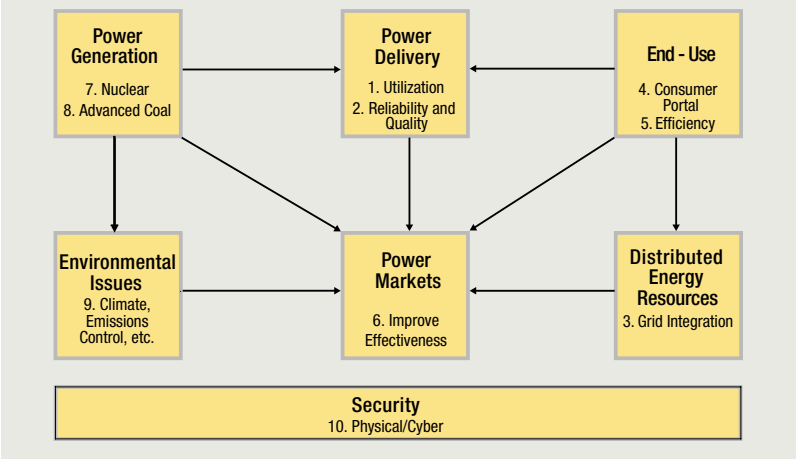 Power
Generation
7. Nuclear
8. Advanced Coal
Power
Delivery
1. Utilization
2. Reliability and
Quality
End - Use
4. Consumer
Portal
5. Efficiency
Environmental
Issues
9. Climate,
Emissions
Control, etc.
Power
Markets
6. Improve
Effectiveness
Distributed
Energy
Resources
3. Grid Integration
Security
10. Physical/Cyber